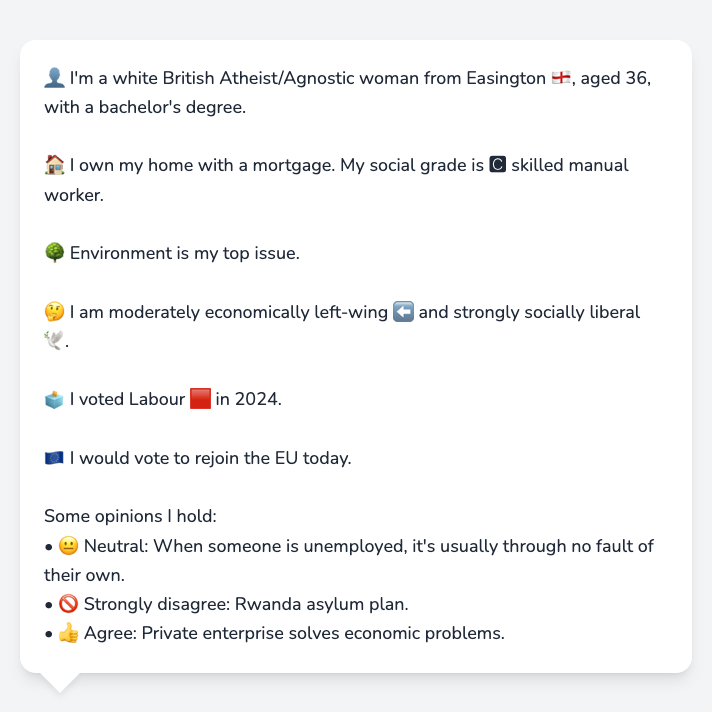 👤 I'm a white British Atheist/Agnostic woman from Easington 🏴󠁧󠁢󠁥󠁮󠁧󠁿, aged 36,
with a bachelor's degree.
🏠 I own my home with a mortgage. My social grade is 🅲 skilled manual
worker.
🌳 Environment is my top issue.
🤔 I am moderately economically left-wing ⬅️ and strongly socially liberal
🕊️.
🗳️ I voted Labour 🟥 in 2024.
🇪🇺 I would vote to rejoin the EU today.
Some opinions I hold:
• 😐 Neutral: When someone is unemployed, it's usually through no fault of
their own.
• 🚫 Strongly disagree: Rwanda asylum plan.
• 👍 Agree: Private enterprise solves economic problems.